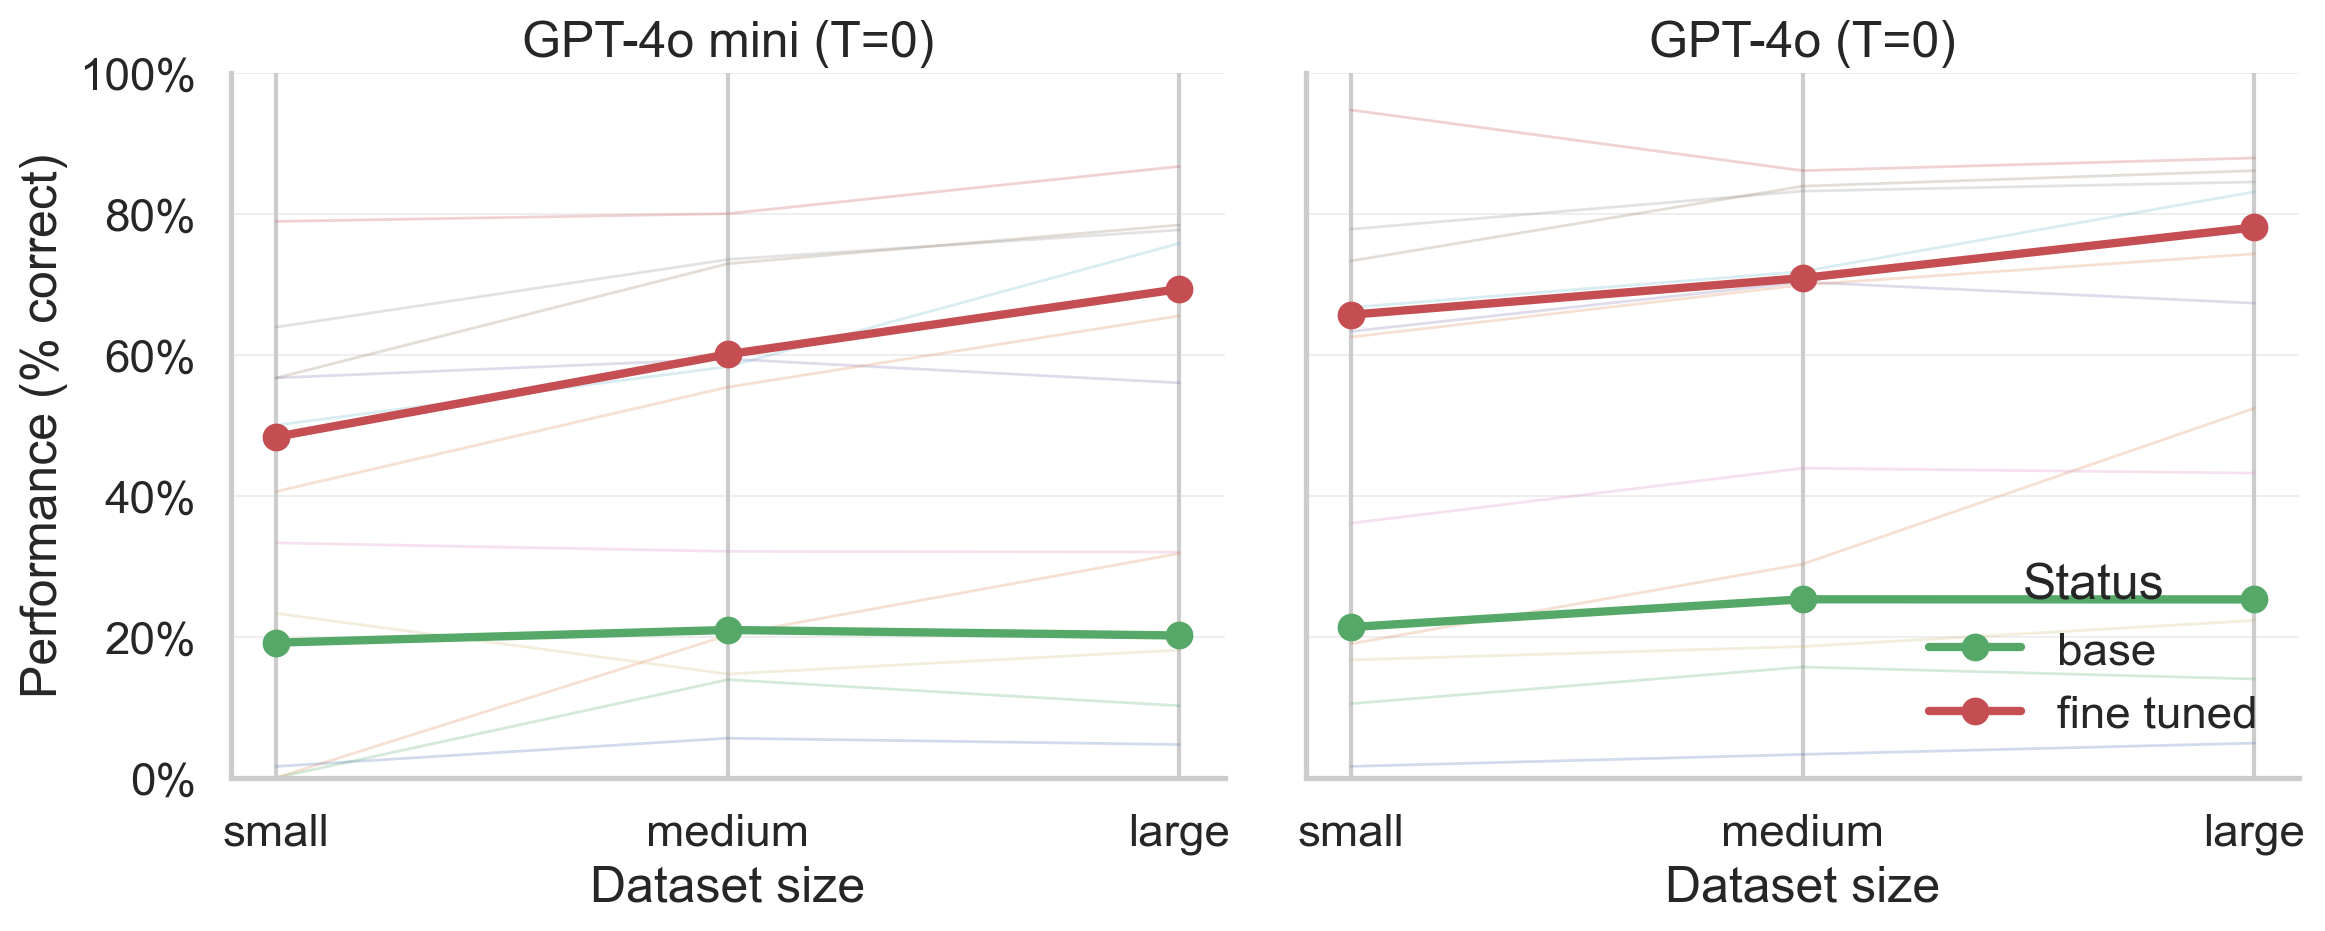 GPT-4o mini (T=0)
GPT-4o (T=0)
Performance (% correct)
100%
80%
60%
40%
20%
0%
small
medium
large
Dataset size
small
medium
large
Dataset size
Status
base
fine tuned